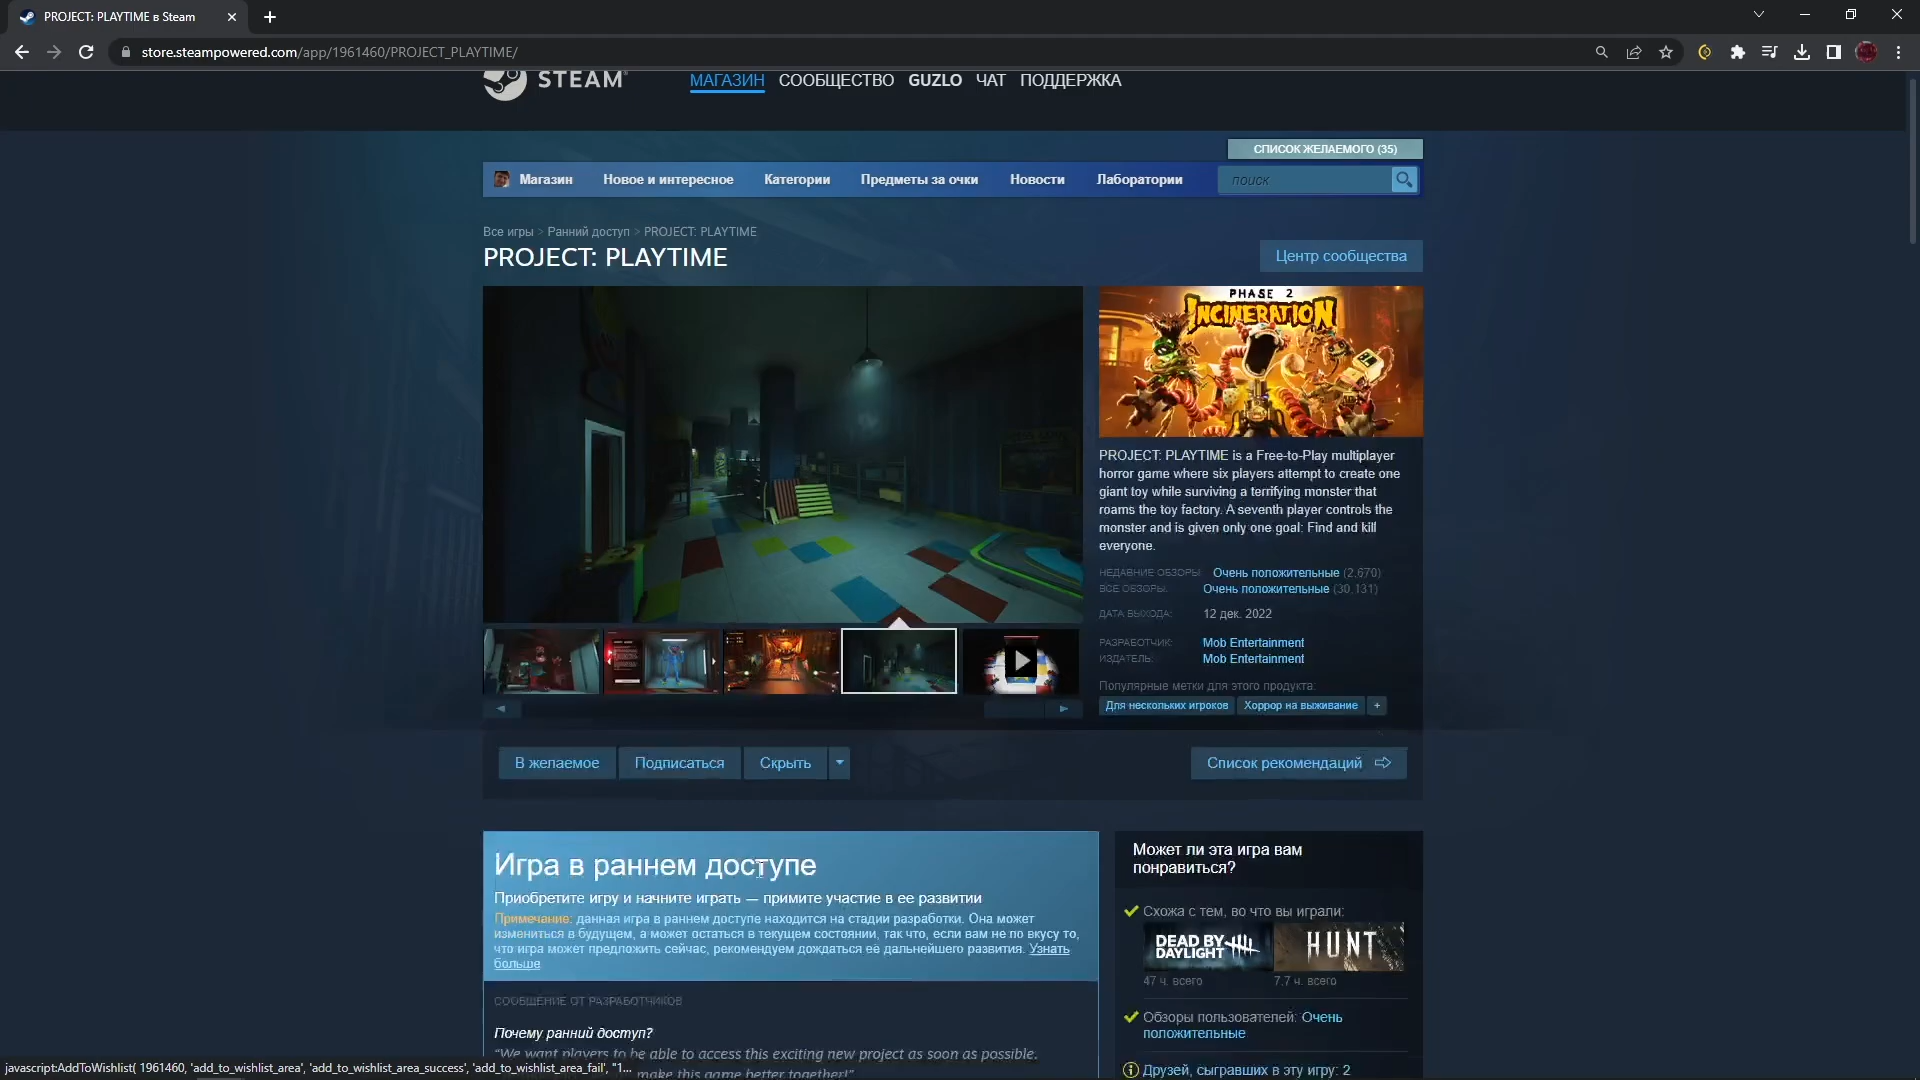 PROJECT: PLAYTIME в Steam
store.steampowered.com/app/1961460/PROJECT_PLAYTIME/
STEAM
МАГАЗИН СООБЩЕСТВО GUZLO ЧАТ ПОДДЕРЖКА
СПИСОК ЖЕЛАЕМОГО (35)
Магазин Новое и интересное Категории Предметы за очки Новости Лаборатории поиск
Все игры > Ранний доступ > PROJECT: PLAYTIME
PROJECT: PLAYTIME
Центр сообщества
PHASE 2
INCINERATION
PROJECT: PLAYTIME is a Free-to-Play multiplayer
horror game where six players attempt to create one
giant toy while surviving a terrifying monster that
roams the toy factory. A seventh player controls the
monster and is given only one goal: Find and kill
everyone.
НЕДАВНИЕ ОБЗОРЫ: Очень положительные (2,670)
ВСЕ ОБЗОРЫ: Очень положительные (30,131)
ДАТА ВЫХОДА: 12 дек. 2022
РАЗРАБОТЧИК: Mob Entertainment
ИЗДАТЕЛЬ: Mob Entertainment
Популярные метки для этого продукта:
Для нескольких игроков Хоррор на выживание +
В желаемое Подписаться Скрыть
Список рекомендаций
Игра в раннем доступе
Приобретите игру и начните играть — примите участие в ее развитии
Примечание: данная игра в раннем доступе находится на стадии разработки. Она может
измениться в будущем, а может остаться в текущем состоянии, так что, если вам не по вкусу то,
что игра может предложить сейчас, рекомендуем дождаться её дальнейшего развития. Узнать
больше
СООБЩЕНИЕ ОТ РАЗРАБОТЧИКОВ
Почему ранний доступ?
"We want players to be able to access this exciting new project as soon as possible.
make this game better together!"
Может ли эта игра вам
понравиться?
Схожа с тем, во что вы играли:
DEAD BY
DAYLIGHT
HUNT
47 ч. всего 7.7 ч. всего
Обзоры пользователей: Очень
положительные
Друзей, сыгравших в эту игру: 2
javascript:AddToWishlist( 1961460, 'add_to_wishlist_area', 'add_to_wishlist_area_success', 'add_to_wishlist_area_fail', "1...